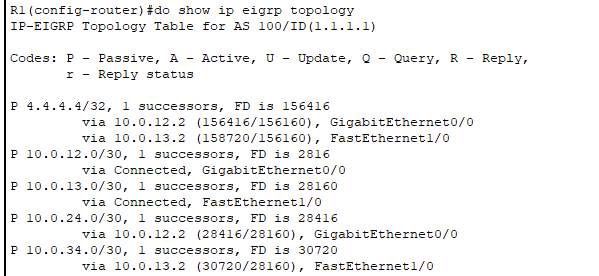 R1(config-router)#do show ip eigrp topology
IP-EIGRP Topology Table for AS 100/ID(1.1.1.1)
Codes: P - Passive, A - Active, U - Update, Q - Query, R - Reply,
r - Reply status
P 4.4.4.4/32, 1 successors, FD is 156416
via 10.0.12.2 (156416/156160), GigabitEthernet0/0
via 10.0.13.2 (158720/156160), FastEthernet1/0
P 10.0.12.0/30, 1 successors, FD is 2816
via Connected, GigabitEthernet0/0
P 10.0.13.0/30, 1 successors, FD is 28160
via Connected, FastEthernet1/0
P 10.0.24.0/30, 1 successors, FD is 28416
via 10.0.12.2 (28416/28160), GigabitEthernet0/0
P 10.0.34.0/30, 1 successors, FD is 30720
via 10.0.13.2 (30720/28160), FastEthernet1/0